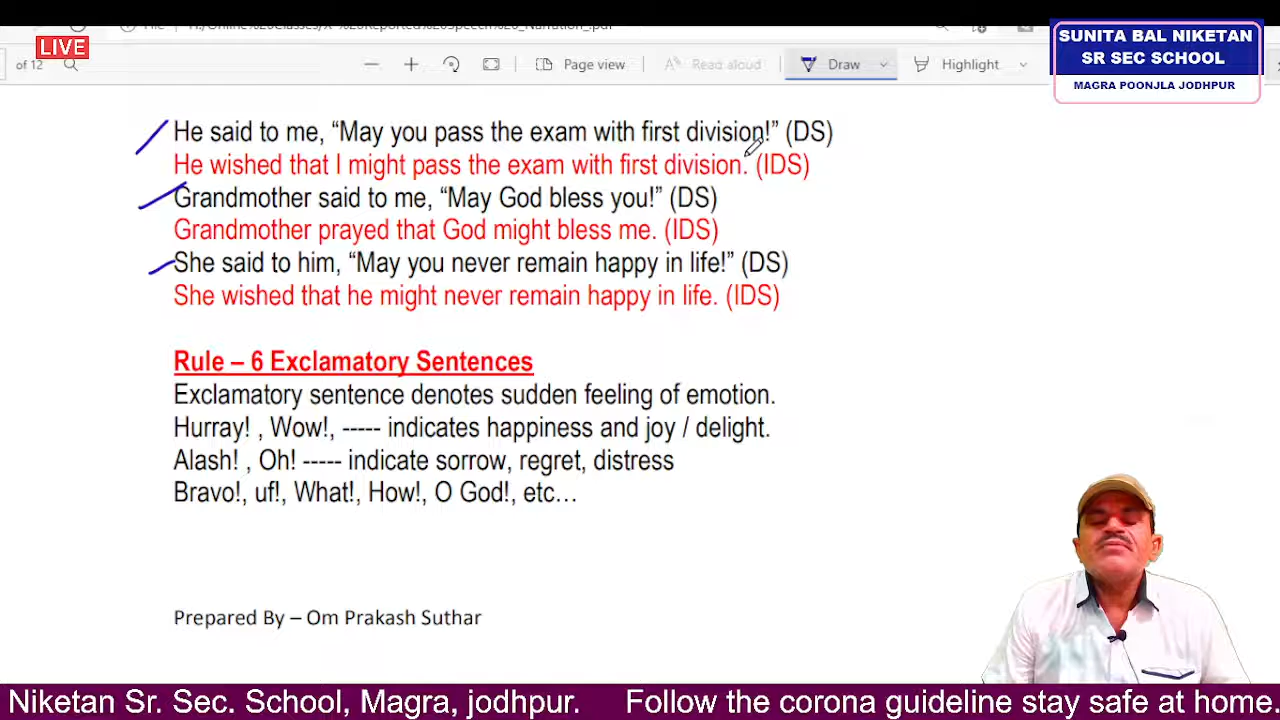 LIVE
SUNITA BAL NIKETAN
SR SEC SCHOOL
MAGRA POONJLA JODHPUR
of 12
Page view
Read aloud
Draw
Highlight
He said to me, “May you pass the exam with first division!” (DS)
He wished that I might pass the exam with first division. (IDS)
Grandmother said to me, “May God bless you!” (DS)
Grandmother prayed that God might bless me. (IDS)
She said to him, “May you never remain happy in life!” (DS)
She wished that he might never remain happy in life. (IDS)
Rule – 6 Exclamatory Sentences
Exclamatory sentence denotes sudden feeling of emotion.
Hurray! , Wow!, ----- indicates happiness and joy / delight.
Alash! , Oh! ----- indicate sorrow, regret, distress
Bravo!, uf!, What!, How!, O God!, etc…
Prepared By – Om Prakash Suthar
Niketan Sr. Sec. School, Magra, jodhpur. Follow the corona guideline stay safe at home.